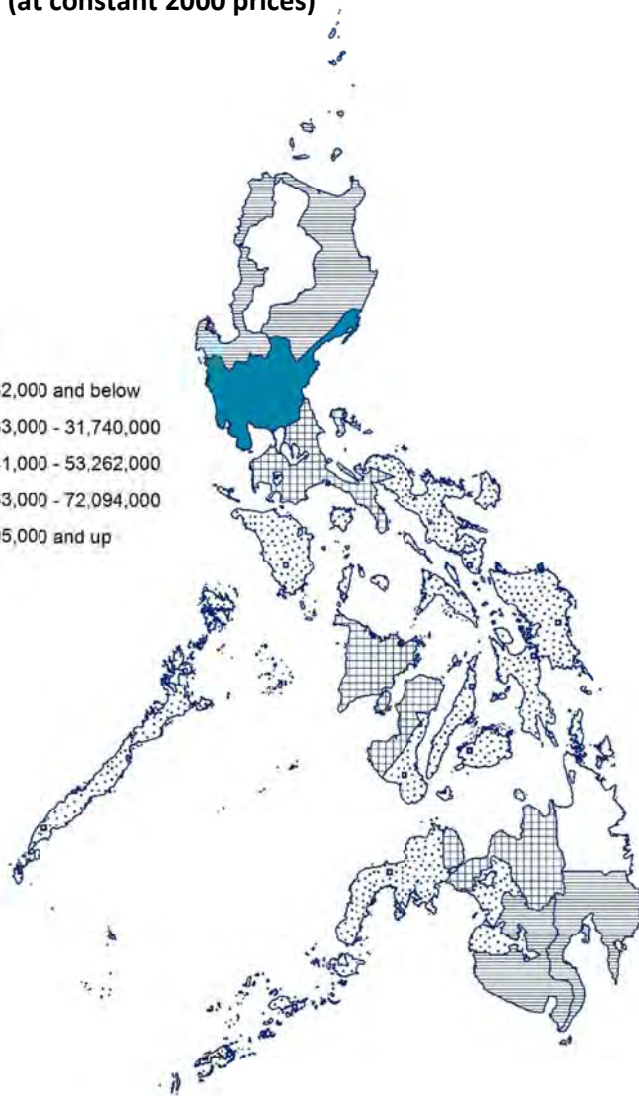 (at constant 2000 prices)
2,000 and below
3,000 - 31,740,000
1,000 - 53,262,000
3,000 - 72,094,000
5,000 and up